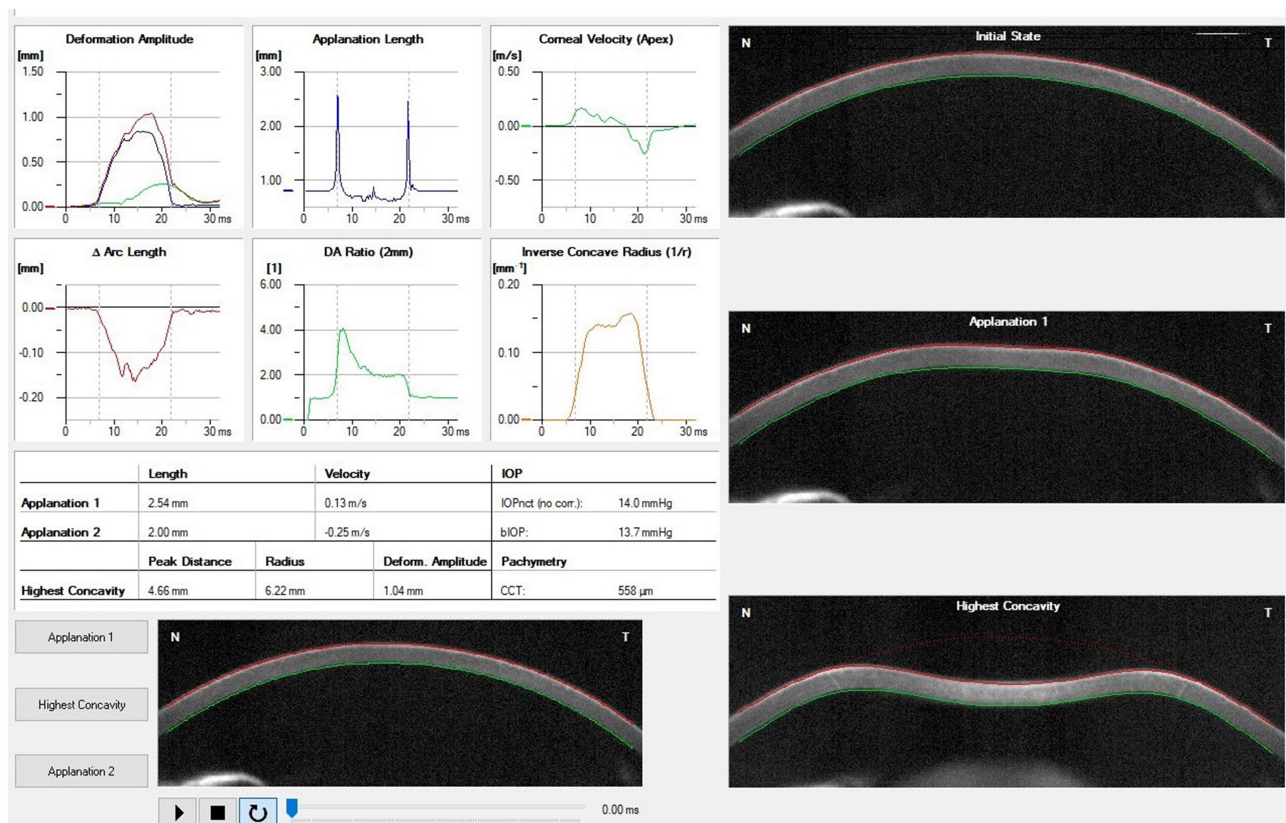 Deformation Amplitude
[mm]
1.50
1.00
0.50
0.00
0 10 20 30 ms
Applanation Length
[mm]
3.00
2.00
1.00
0 10 20 30 ms
Corneal Velocity (Apex)
[m/s]
0.50
0.00
-0.50
0 10 20 30 ms
Δ Arc Length
[mm]
0.00
-0.10
-0.20
0 10 20 30 ms
DA Ratio (2mm)
[1]
6.00
4.00
2.00
0.00
0 10 20 30 ms
Inverse Concave Radius (1/r)
[mm⁻¹]
0.20
0.10
0.00
0 10 20 30 ms
Length Velocity IOP
Applanation 1 2.54 mm 0.13 m/s IOPnct (no corr.): 14.0 mmHg
Applanation 2 2.00 mm -0.25 m/s bIOP: 13.7 mmHg
Peak Distance Radius Deform. Amplitude Pachymetry
Highest Concavity 4.66 mm 6.22 mm 1.04 mm CCT: 558 µm
Applanation 1
Highest Concavity
Applanation 2
N T
0.00 ms
Initial State
N T
Applanation 1
N T
Highest Concavity
N T